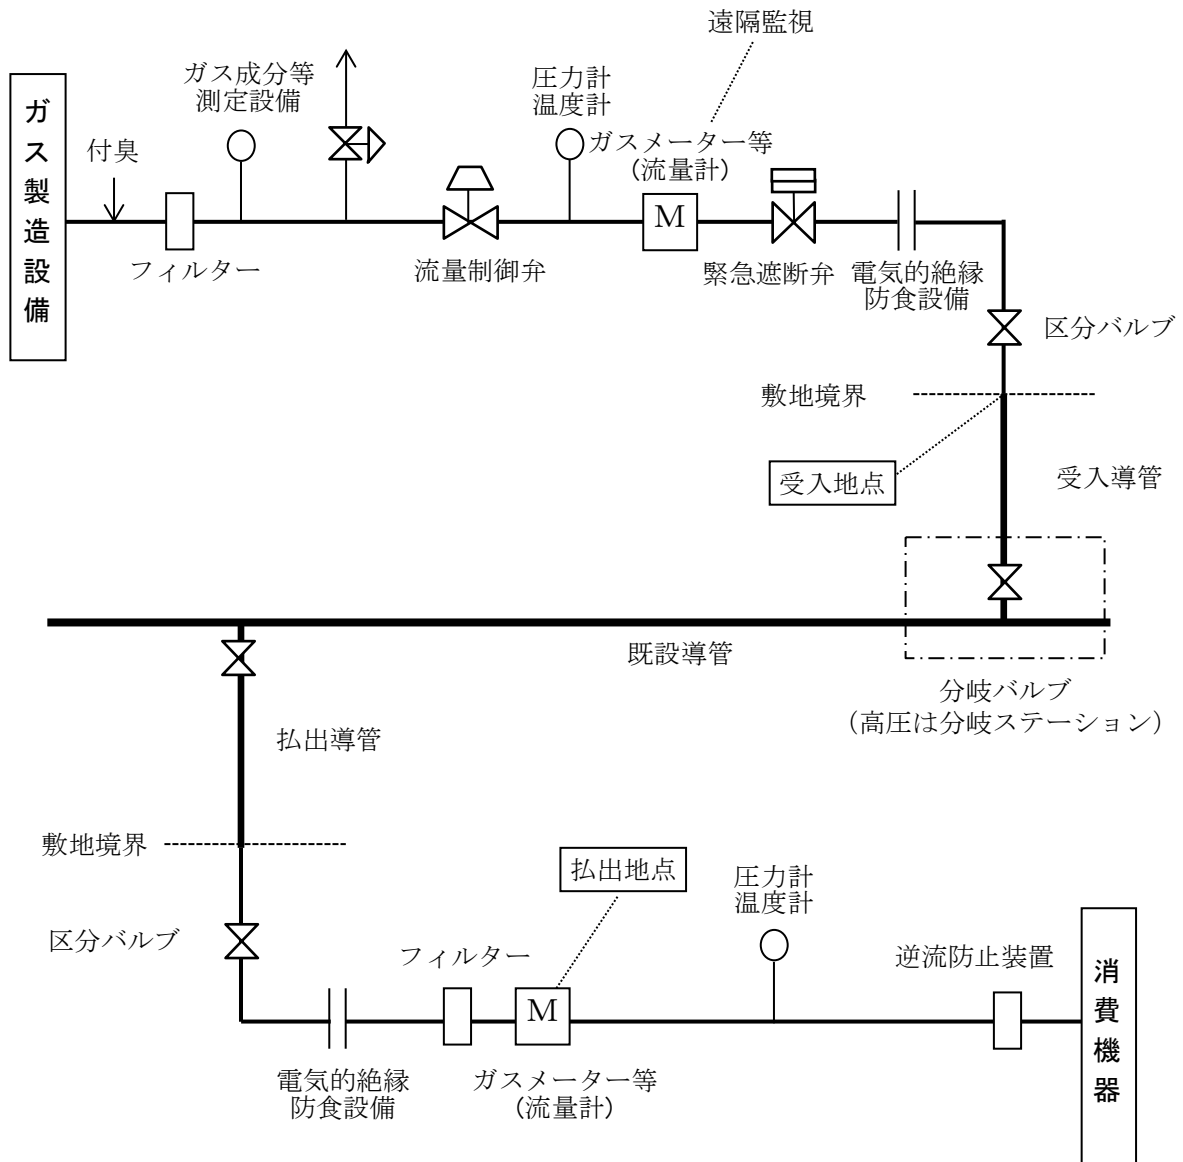 遠隔監視
ガス成分等
測定設備
圧力計
温度計
ガス製造設備
付臭
ガスメーター等
(流量計)
M
フィルター
流量制御弁
緊急遮断弁
電気的絶縁
防食設備
区分バルブ
敷地境界
受入地点
受入導管
既設導管
分岐バルブ
（高圧は分岐ステーション）
払出導管
敷地境界
払出地点
圧力計
温度計
区分バルブ
フィルター
逆流防止装置
消費機器
M
電気的絶縁
防食設備
ガスメーター等
(流量計)